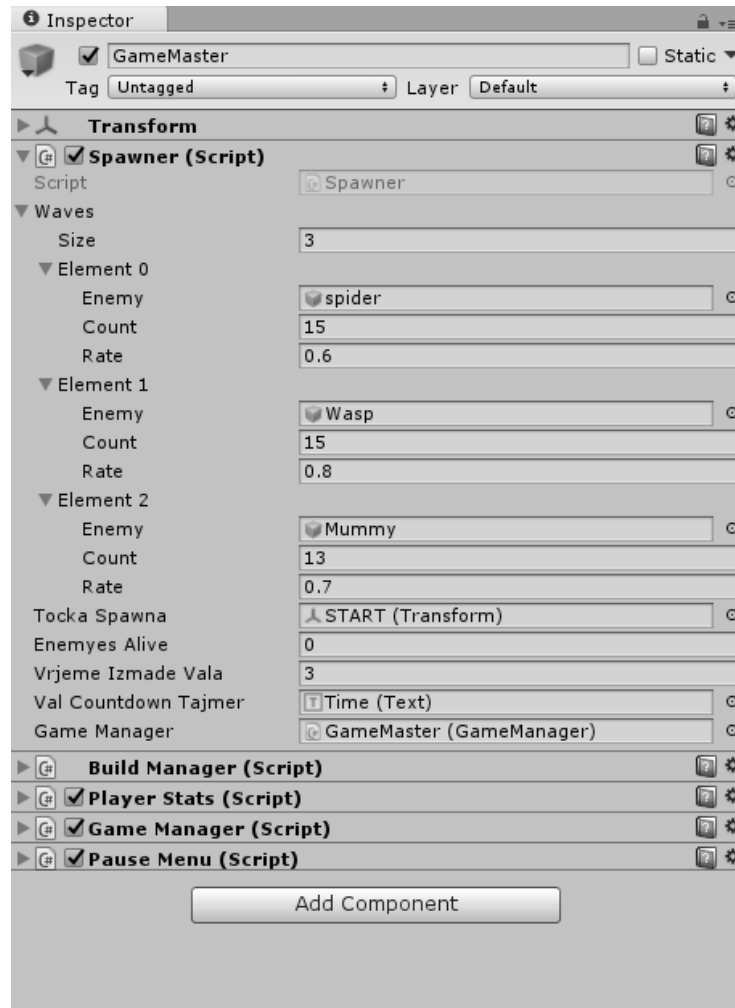 Inspector
GameMaster Static
Tag Untagged Layer Default
Transform
Spawner (Script)
Script Spawner
Waves
Size 3
Element 0
Enemy spider
Count 15
Rate 0.6
Element 1
Enemy Wasp
Count 15
Rate 0.8
Element 2
Enemy Mummy
Count 13
Rate 0.7
Tocka Spawna START (Transform)
Enemyes Alive 0
Vrjeme Izmade Vala 3
Val Countdown Tajmer Time (Text)
Game Manager GameMaster (GameManager)
Build Manager (Script)
Player Stats (Script)
Game Manager (Script)
Pause Menu (Script)
Add Component